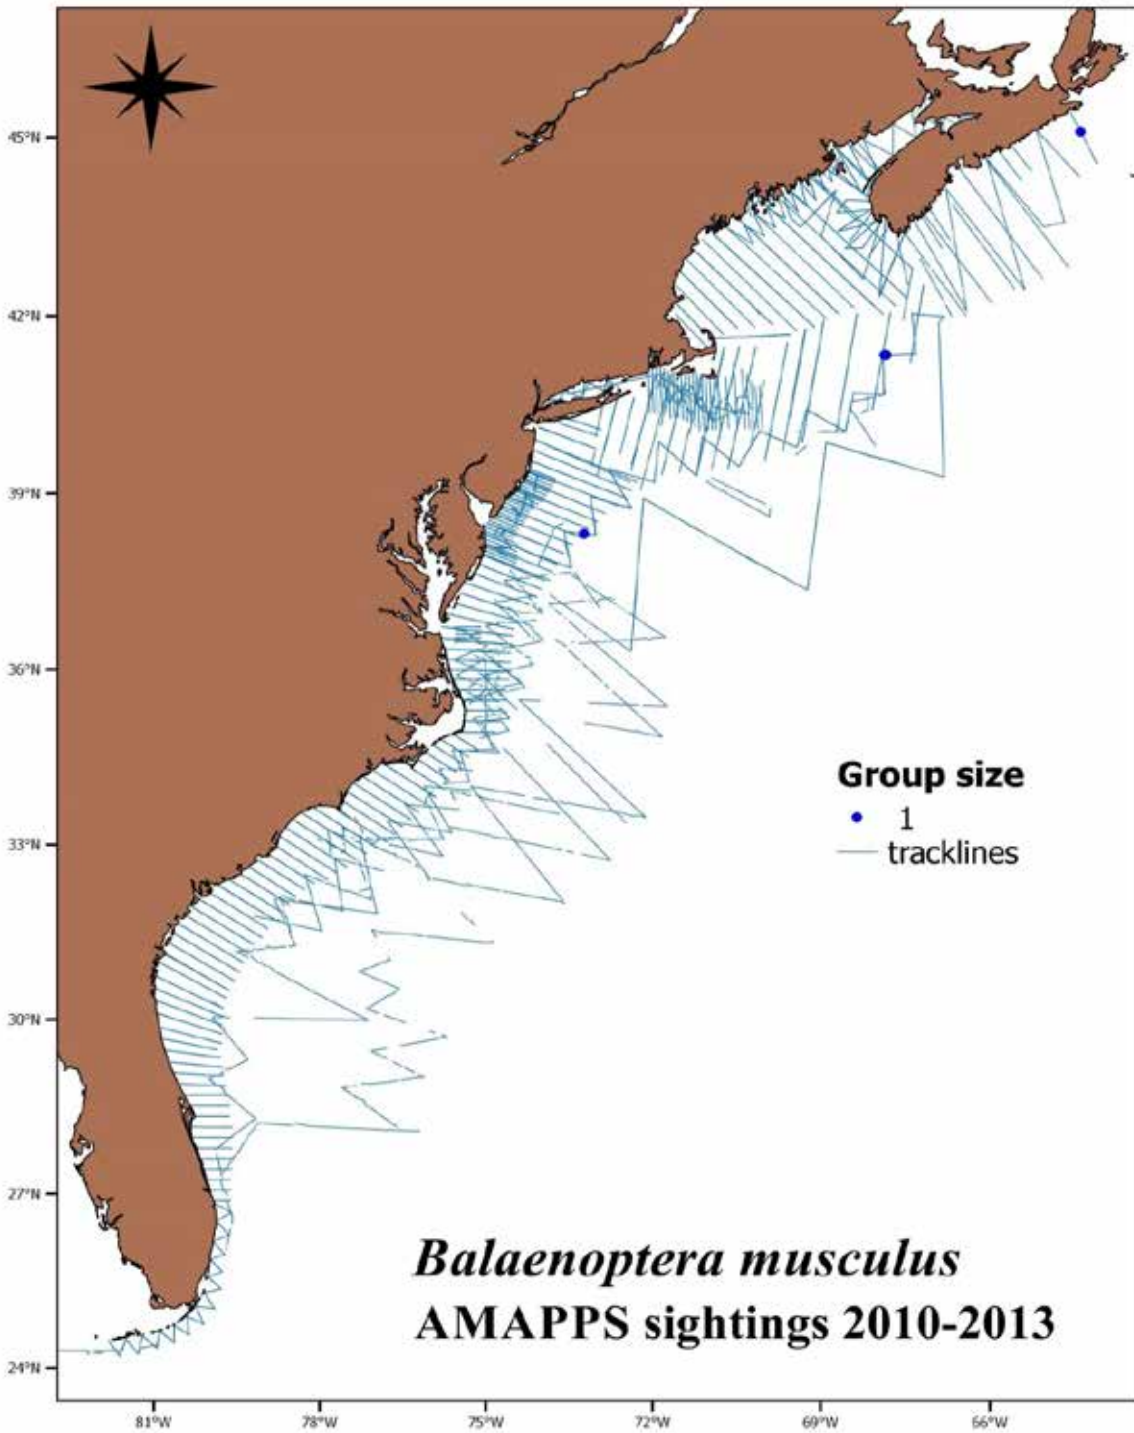 45°N
42°N
39°N
36°N
Group size
1
33°N
tracklines
30°N
27°N
Balaenoptera musculus
AMAPPS sightings 2010-2013
24°N
81°W 78°W 75°W 72°W 69°W 66°W